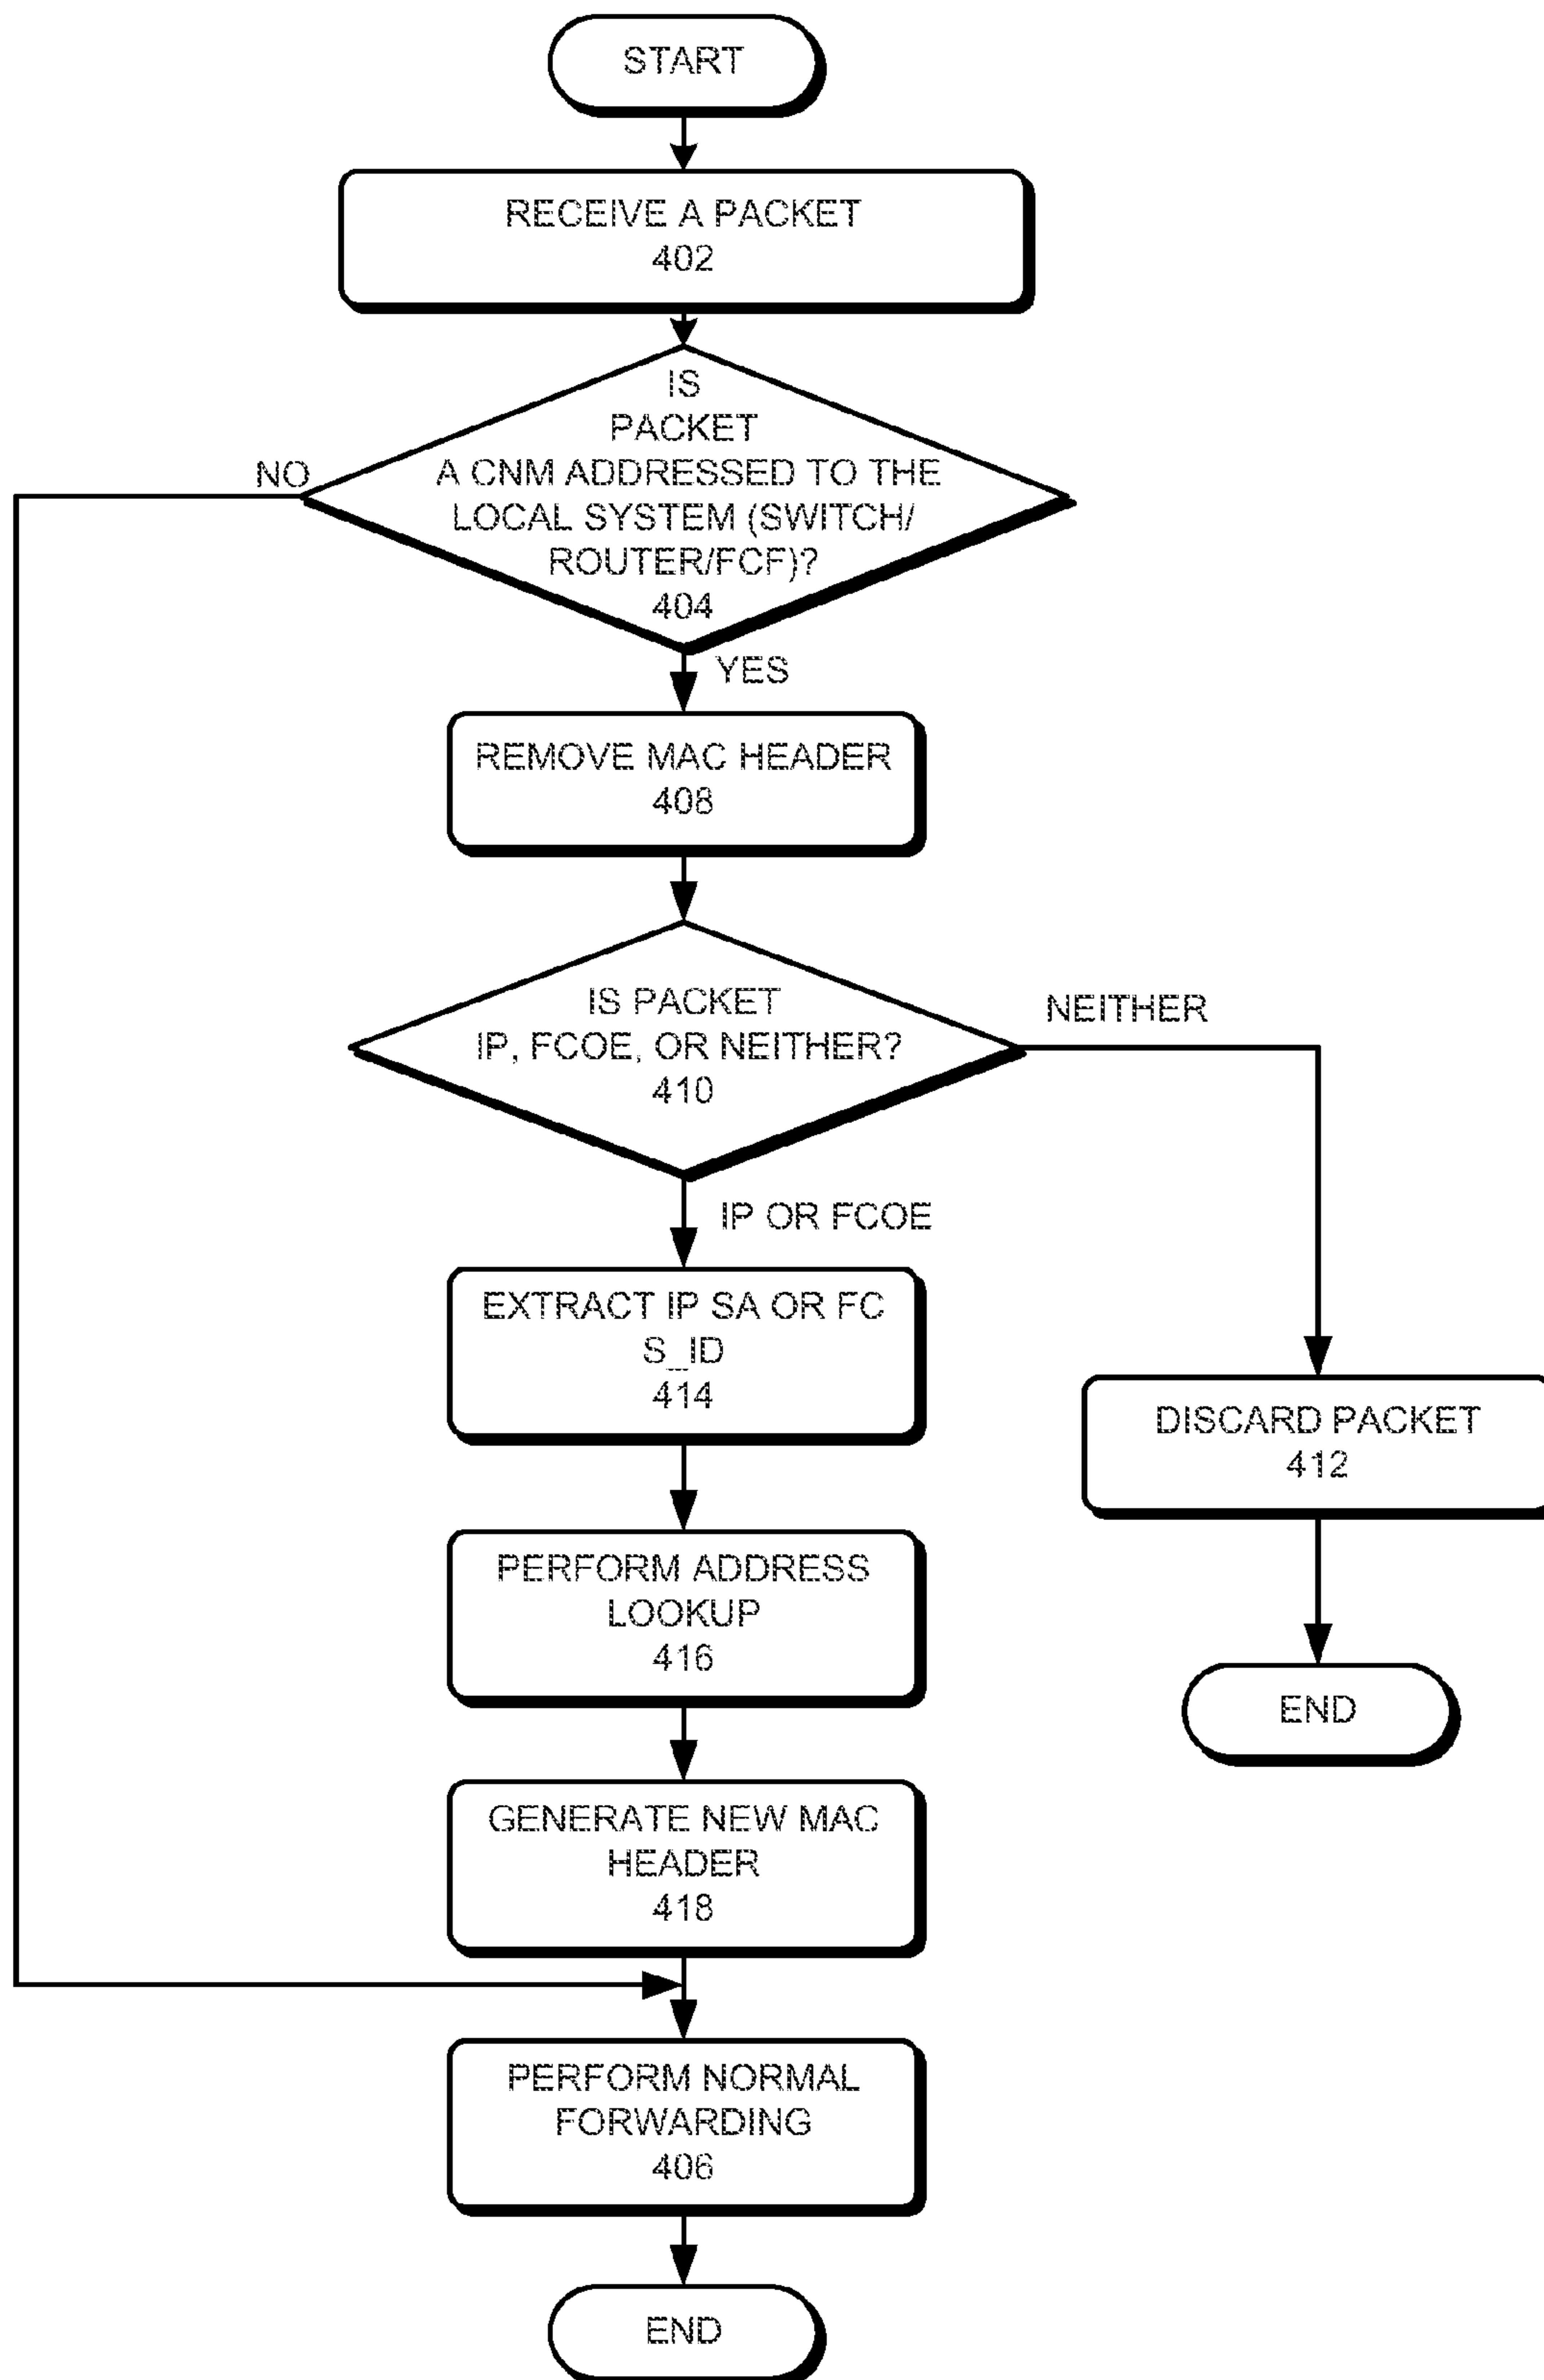 START
RECEIVE A PACKET
402
IS
PACKET
A CNM ADDRESSED TO THE
LOCAL SYSTEM (SWITCH/
ROUTER/FCF)?
404
NO
YES
REMOVE MAC HEADER
408
IS PACKET
IP, FCOE, OR NEITHER?
410
NEITHER
IP OR FCOE
EXTRACT IP SA OR FC
S_ID
414
DISCARD PACKET
412
PERFORM ADDRESS
LOOKUP
416
END
GENERATE NEW MAC
HEADER
418
PERFORM NORMAL
FORWARDING
406
END